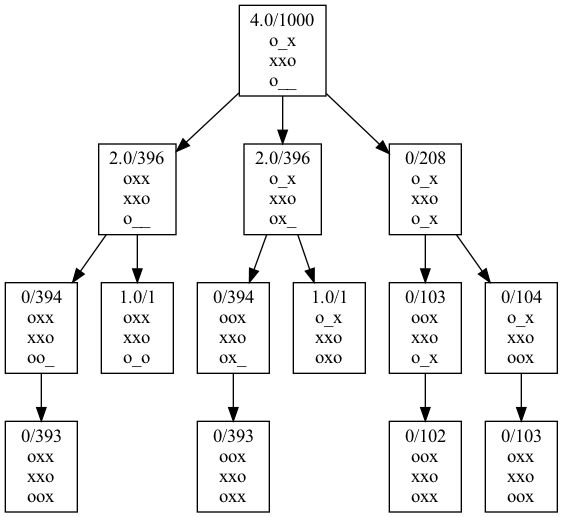 4.0/1000
o_x
xxo
o__
2.0/396
oxx
xxo
o__
2.0/396
o_x
xxo
ox_
0/208
o_x
xxo
o_x
0/394
oxx
xxo
oo_
1.0/1
oxx
xxo
o_o
0/394
oox
xxo
ox_
1.0/1
o_x
xxo
oxo
0/103
oox
xxo
o_x
0/104
o_x
xxo
oox
0/393
oxx
xxo
oox
0/393
oox
xxo
oxx
0/102
oox
xxo
oxx
0/103
oxx
xxo
oox